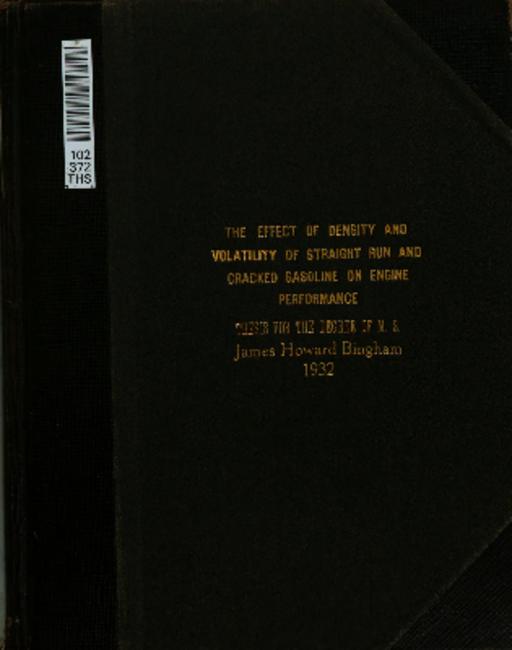 102
372
THS
THE EFFECT OF DENSITY AND
VOLATILITY OF STRAIGHT RUN AND
CRACKED GASOLINE ON ENGINE
PERFORMANCE
THESIS FOR THE DEGREE OF M. S.
James Howard Bingham
1932